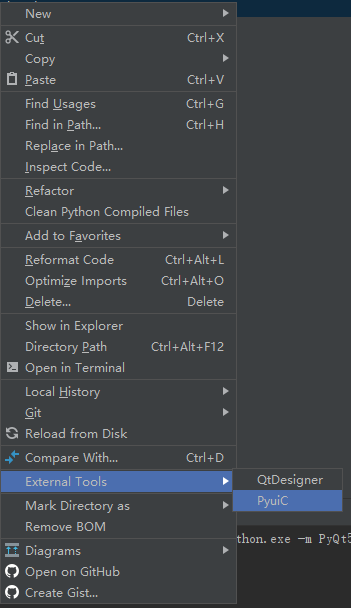 New
Cut Ctrl+X
Copy
Paste Ctrl+V
Find Usages Ctrl+G
Find in Path... Ctrl+H
Replace in Path...
Inspect Code...
Refactor
Clean Python Compiled Files
Add to Favorites
Reformat Code Ctrl+Alt+L
Optimize Imports Ctrl+Alt+O
Delete... Delete
Show in Explorer
Directory Path Ctrl+Alt+F12
Open in Terminal
Local History
Git
Reload from Disk
Compare With... Ctrl+D
External Tools
QtDesigner
PyuiC
Mark Directory as
Remove BOM
thon.exe -m PyQt5
Diagrams
Open on GitHub
Create Gist...